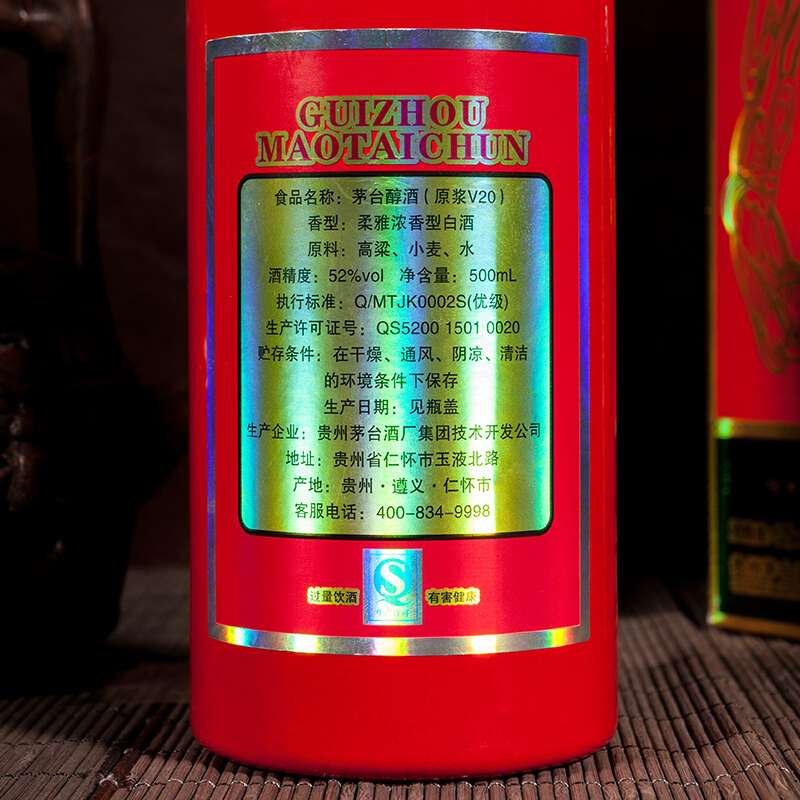 GUIZHOU
MAOTAICHUN
食品名称：茅台醇酒（原浆V20）
香型：柔雅浓香型白酒
原料：高粱、小麦、水
酒精度：52%vol 净含量：500mL
执行标准：Q/MTJK0002S(优级)
生产许可证号：QS5200 1501 0020
贮存条件：在干燥、通风、阴凉、清洁
的环境条件下保存
生产日期：见瓶盖
生产企业：贵州茅台酒厂集团技术开发公司
地址：贵州省仁怀市玉液北路
产地：贵州·遵义·仁怀市
客服电话：400-834-9998
过量饮酒 有害健康